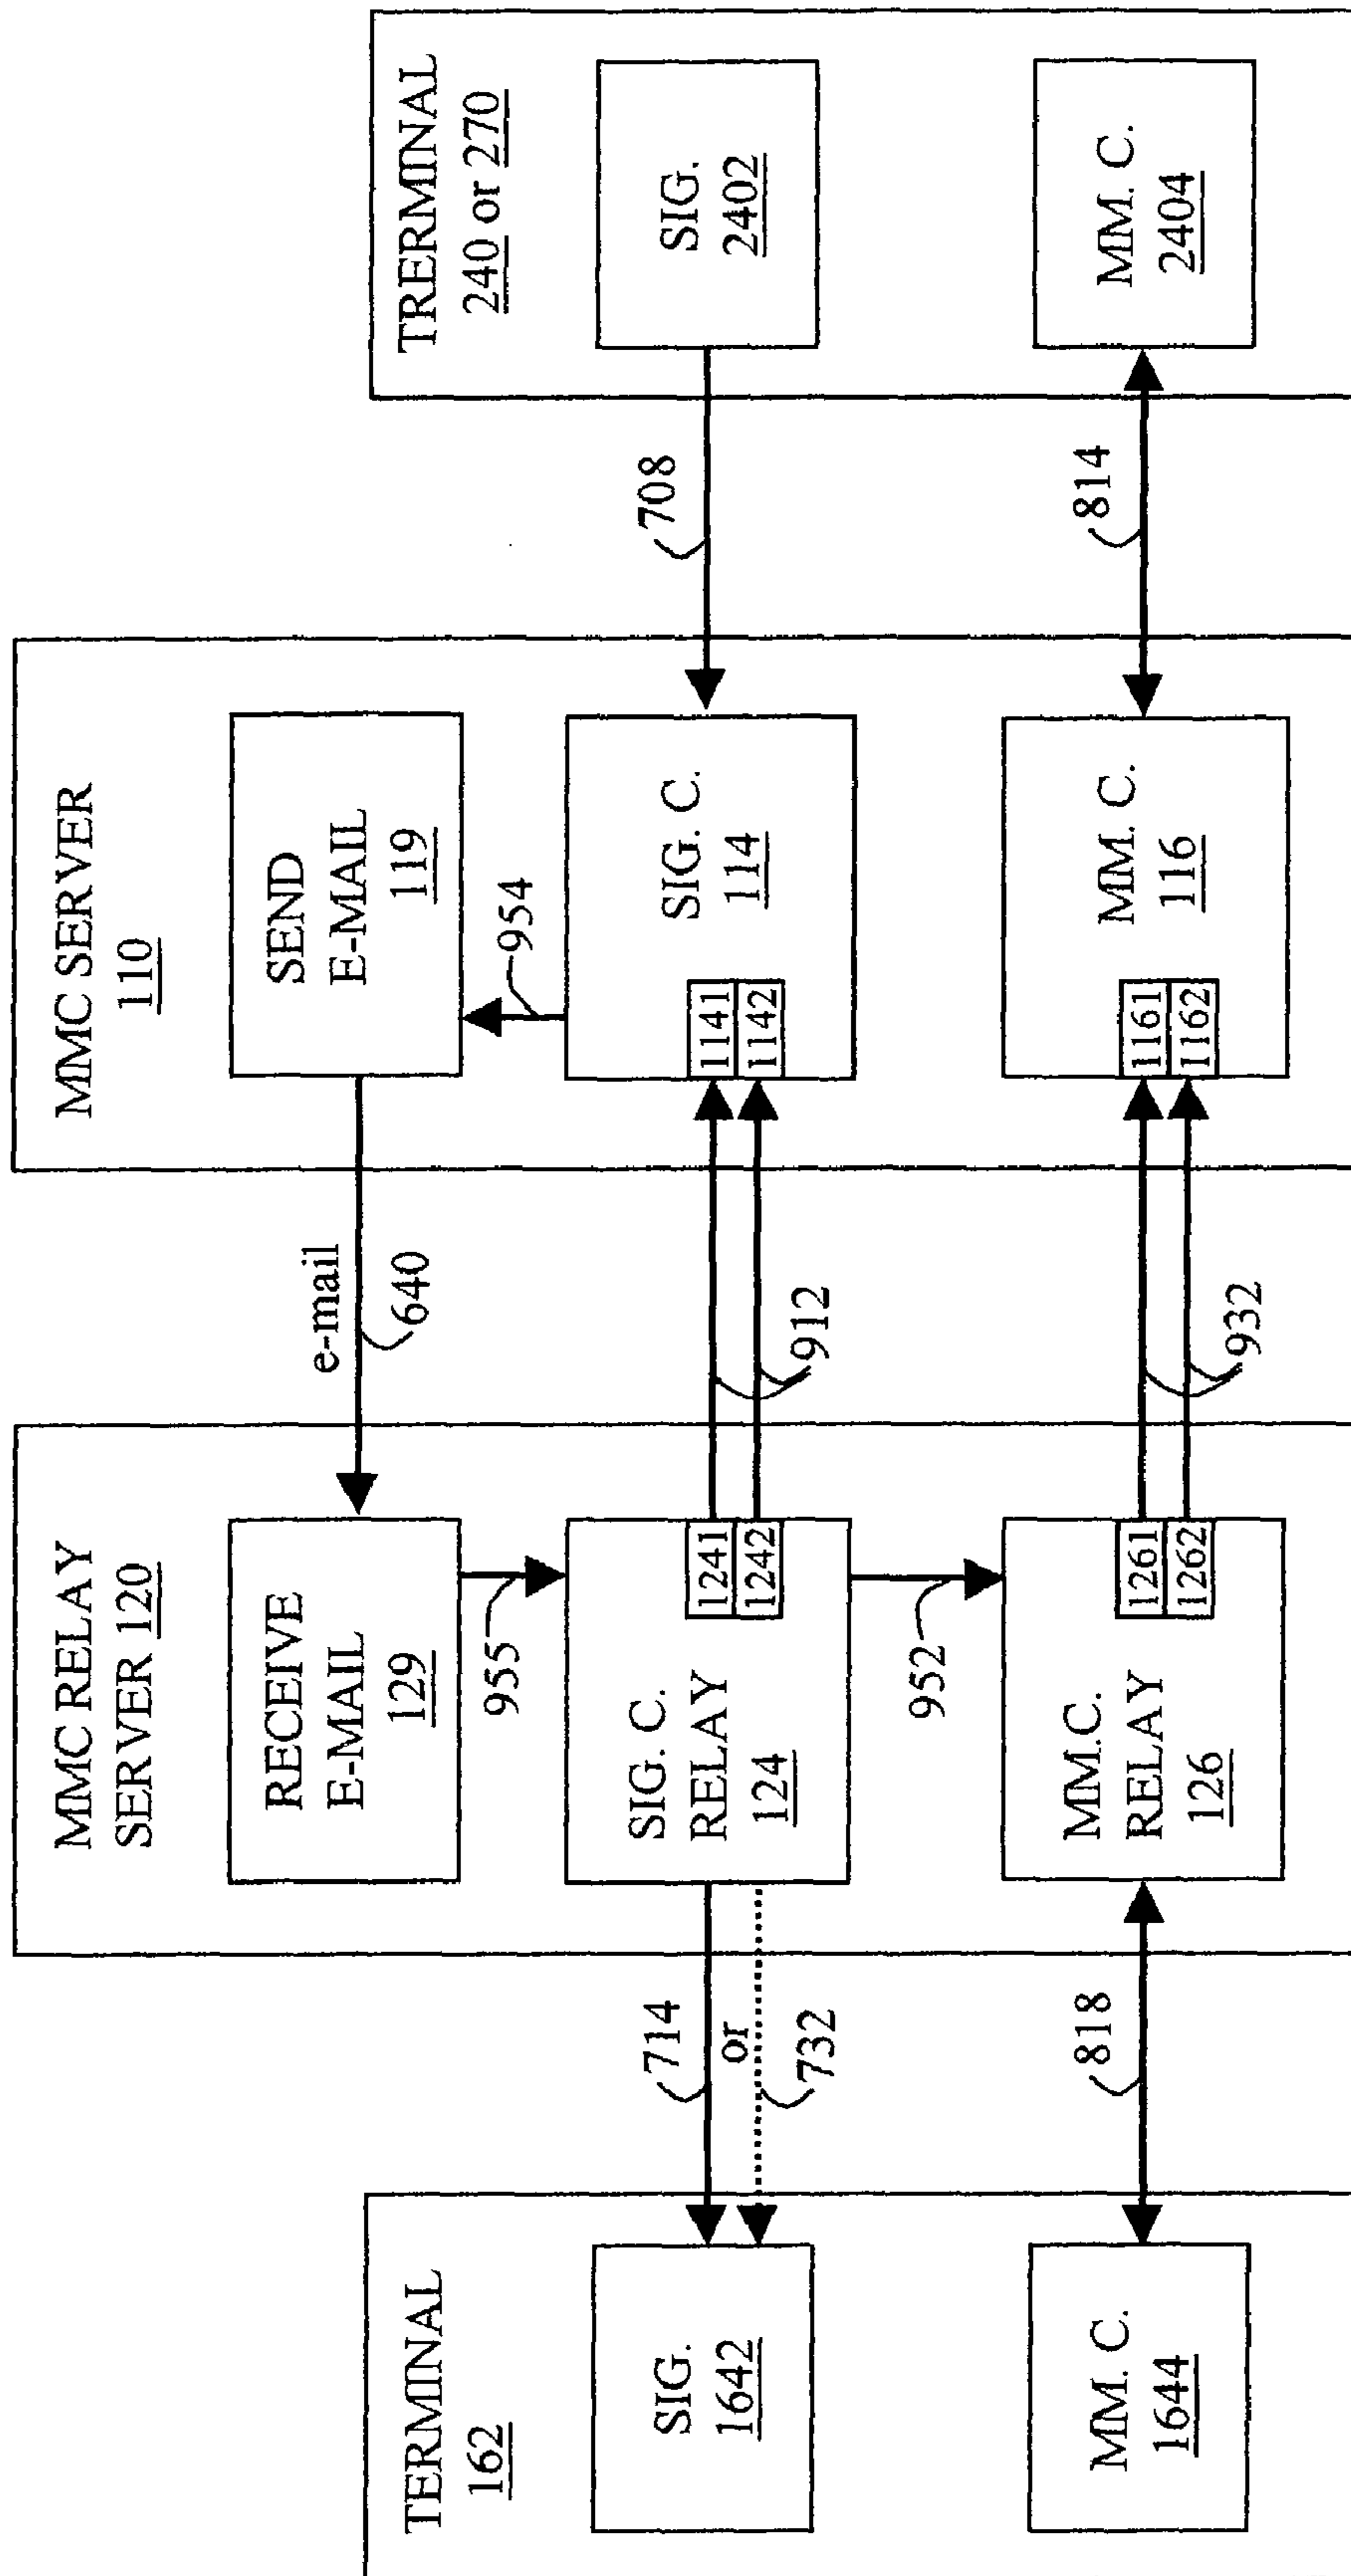 TERMINAL
162
SIG.
1642
MM. C.
1644
714
or
732
818
MMC RELAY
SERVER 120
RECEIVE
E-MAIL
129
955
SIG. C.
RELAY
124
1241
1242
952
MM.C.
RELAY
126
1261
1262
e-mail
640
912
932
MMC SERVER
110
SEND
E-MAIL
119
954
SIG. C.
114
1141
1142
MM. C.
116
1161
1162
708
814
TRERMINAL
240 or 270
SIG.
2402
MM. C.
2404